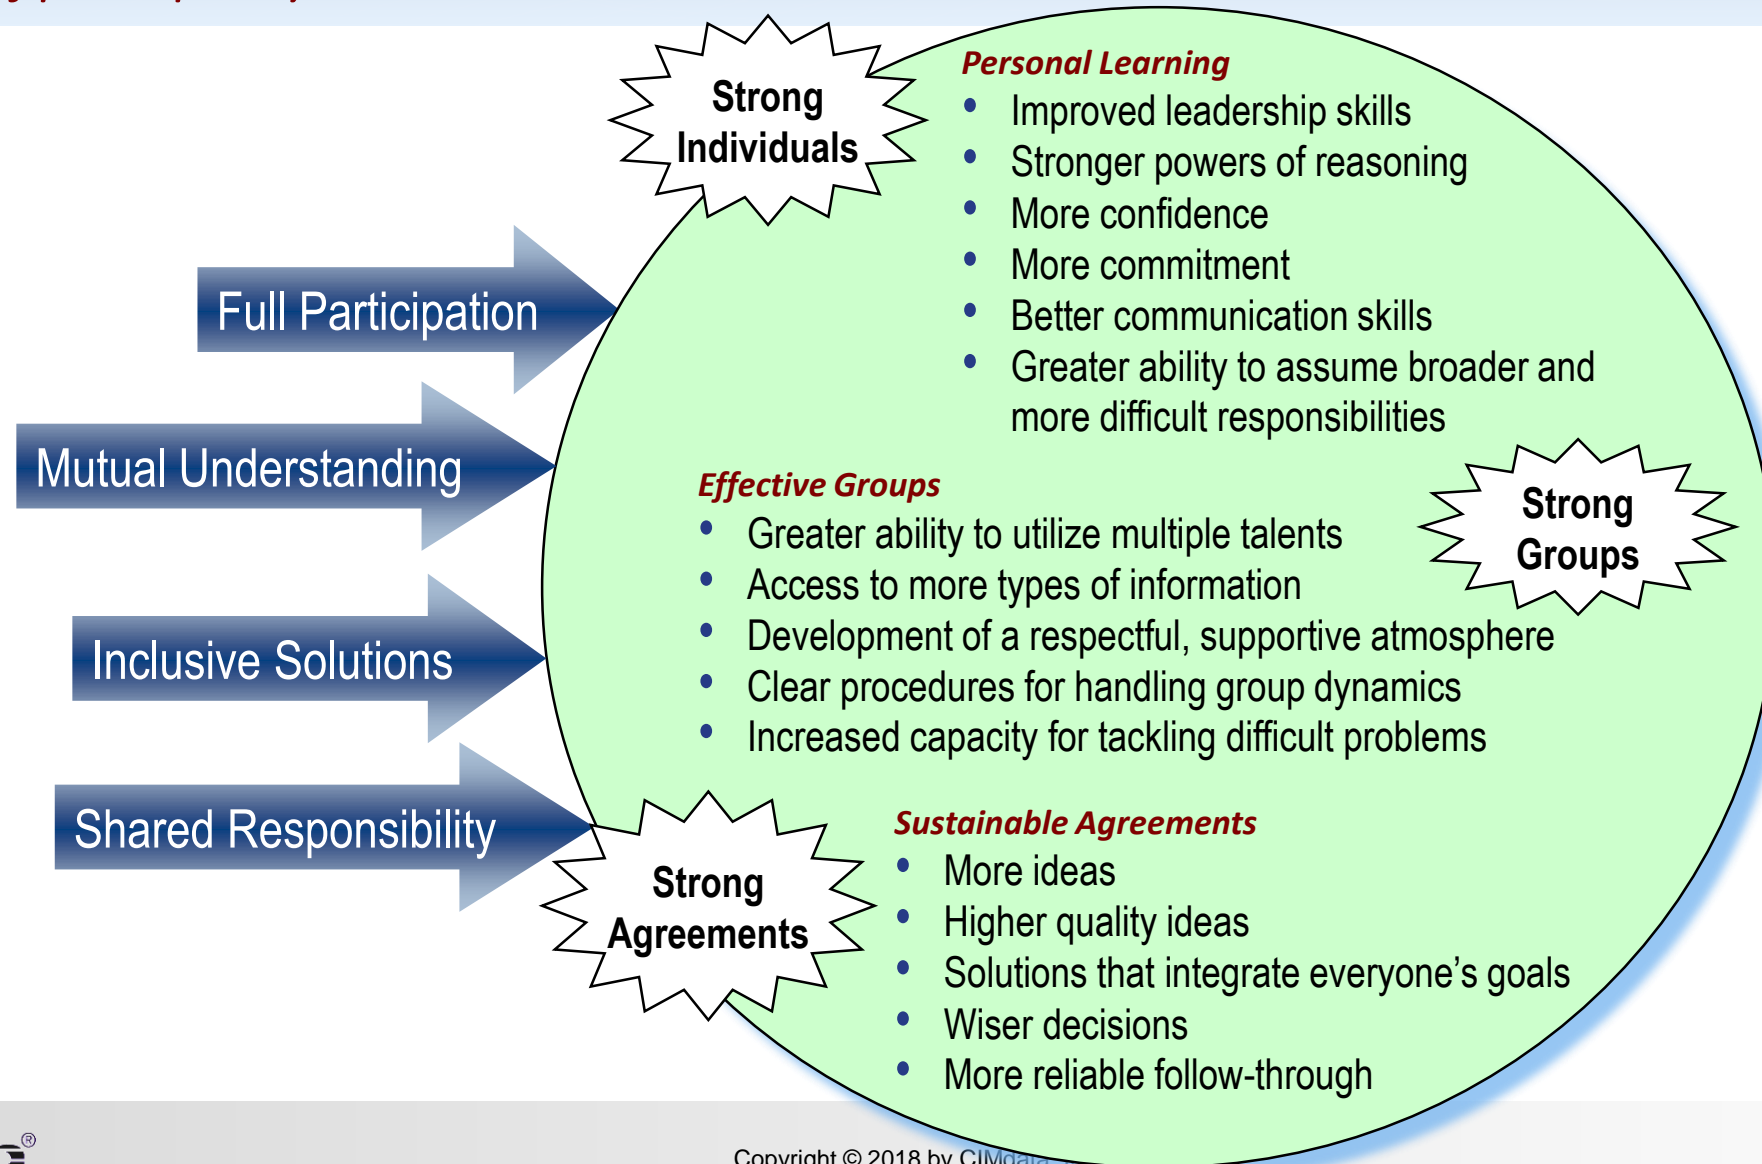 Strong
Individuals
Personal Learning
• Improved leadership skills
• Stronger powers of reasoning
• More confidence
• More commitment
• Better communication skills
• Greater ability to assume broader and
more difficult responsibilities
Full Participation
Mutual Understanding
Inclusive Solutions
Shared Responsibility
Effective Groups
• Greater ability to utilize multiple talents
• Access to more types of information
• Development of a respectful, supportive atmosphere
• Clear procedures for handling group dynamics
• Increased capacity for tackling difficult problems
Strong
Groups
Strong
Agreements
Sustainable Agreements
• More ideas
• Higher quality ideas
• Solutions that integrate everyone’s goals
• Wiser decisions
• More reliable follow-through
®
Copyright © 2018 by CIMdata